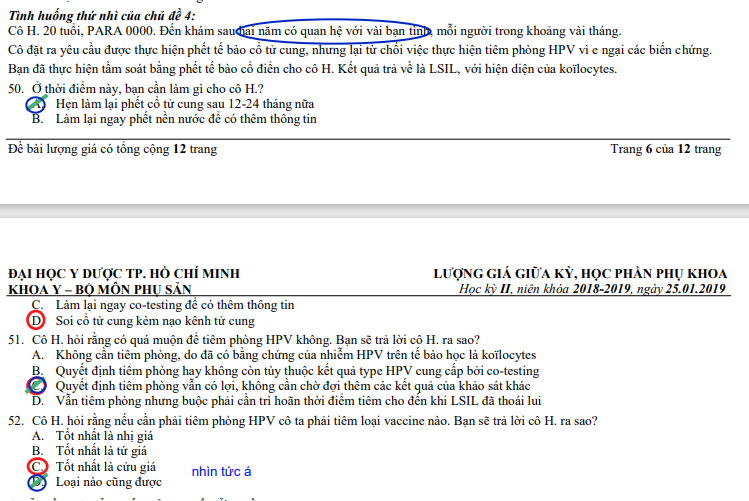 Tình huống thứ nhì của chủ đề 4:
Cô H. 20 tuổi, PARA 0000. Đến khám sau hai năm có quan hệ với vài bạn tình, mỗi người trong khoảng vài tháng.
Cô đặt ra yêu cầu được thực hiện phết tế bào cổ tử cung, nhưng lại từ chối việc thực hiện tiêm phòng HPV vì e ngại các biến chứng.
Bạn đã thực hiện tầm soát bằng phết tế bào cổ điển cho cô H. Kết quả trả về là LSIL, với hiện diện của koïlocytes.
50. Ở thời điểm này, bạn cần làm gì cho cô H.?
A. Hẹn làm lại phết cổ tử cung sau 12-24 tháng nữa
B. Làm lại ngay phết nền nước để có thêm thông tin
Đề bài lượng giá có tổng cộng 12 trang Trang 6 của 12 trang
ĐẠI HỌC Y DƯỢC TP. HỒ CHÍ MINH LƯỢNG GIÁ GIỮA KỲ, HỌC PHẦN PHỤ KHOA
KHOA Y – BỘ MÔN PHỤ SẢN Học kỳ II, niên khóa 2018-2019, ngày 25.01.2019
C. Làm lại ngay co-testing để có thêm thông tin
D. Soi cổ tử cung kèm nạo kênh tử cung
51. Cô H. hỏi rằng có quá muộn để tiêm phòng HPV không. Bạn sẽ trả lời cô H. ra sao?
A. Không cần tiêm phòng, do đã có bằng chứng của nhiễm HPV trên tế bào học là koïlocytes
B. Quyết định tiêm phòng hay không còn tùy thuộc kết quả type HPV cung cấp bởi co-testing
C. Quyết định tiêm phòng vẫn có lợi, không cần chờ đợi thêm các kết quả của khảo sát khác
D. Vẫn tiêm phòng nhưng buộc phải cần trì hoãn thời điểm tiêm cho đến khi LSIL đã thoái lui
52. Cô H. hỏi rằng nếu cần phải tiêm phòng HPV cô ta phải tiêm loại vaccine nào. Bạn sẽ trả lời cô H. ra sao?
A. Tốt nhất là nhị giá
B. Tốt nhất là tứ giá
C. Tốt nhất là cửu giá
nhìn tức á
D. Loại nào cũng được